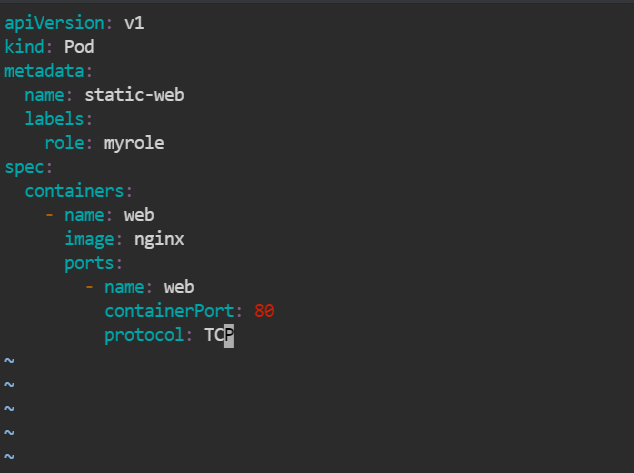 apiVersion: v1
kind: Pod
metadata:
  name: static-web
  labels:
    role: myrole
spec:
  containers:
    - name: web
      image: nginx
      ports:
        - name: web
          containerPort: 80
          protocol: TCP
~
~
~
~
~